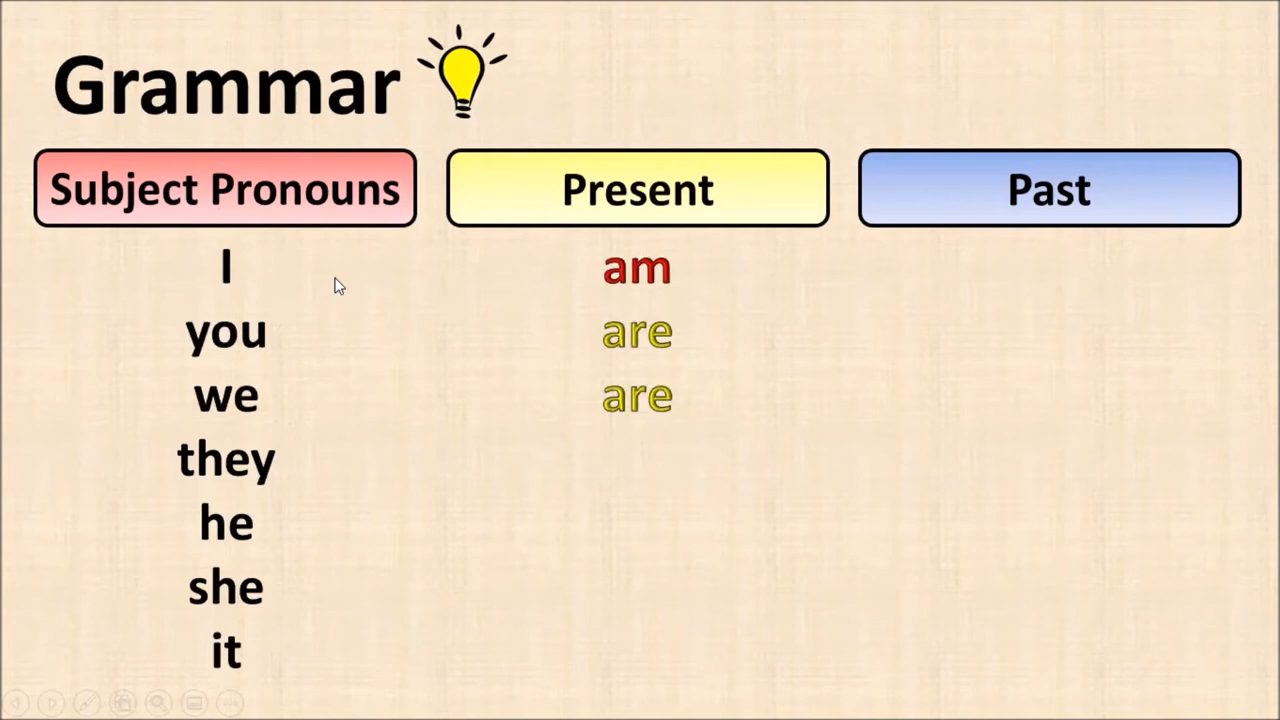 Grammar
Subject Pronouns Present Past
I am
you are
we are
they
he
she
it